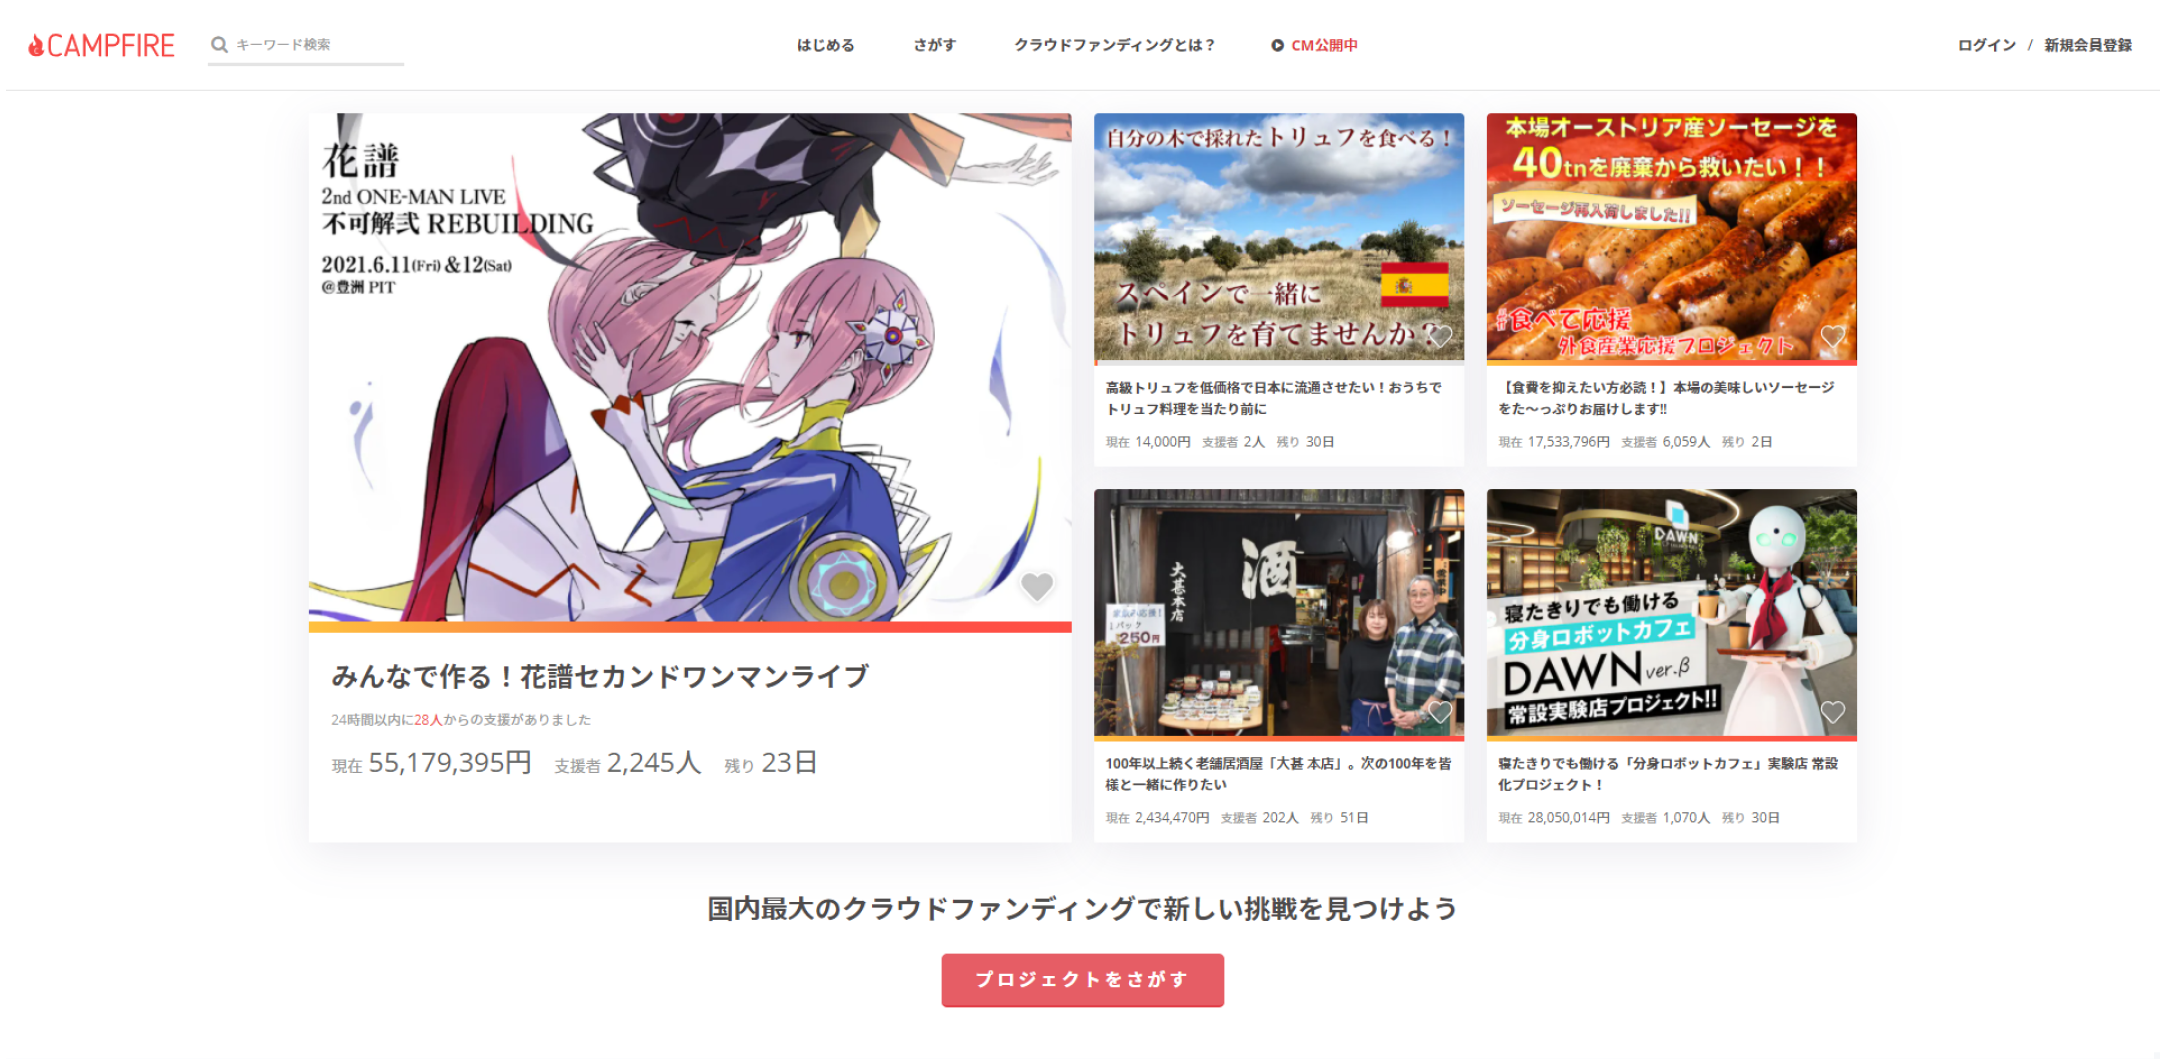 CAMPFIRE
キーワード検索
はじめる
さがす
クラウドファンディングとは？
CM公開中
ログイン / 新規会員登録
花譜
2nd ONE-MAN LIVE
不可解弐 REBUILDING
2021.6.11(Fri) &12(Sat)
@豊洲 PIT
みんなで作る！花譜セカンドワンマンライブ
24時間以内に28人からの支援がありました
現在 55,179,395円 支援者 2,245人 残り 23日
自分の木で採れたトリュフを食べる！
スペインで一緒に
トリュフを育てませんか？
高級トリュフを低価格で日本に流通させたい！おうちで
トリュフ料理を当たり前に
現在 14,000円 支援者 2人 残り 30日
本場オーストリア産ソーセージを
40tnを廃棄から救いたい！！
ソーセージ再入荷しました!!
食べて応援
外食産業応援プロジェクト
【食費を抑えたい方必読！】本場の美味しいソーセージ
をた〜っぷりお届けします!!
現在 17,533,796円 支援者 6,059人 残り 2日
酒
大甚本店
1パック
250円
100年以上続く老舗居酒屋「大甚 本店」。次の100年を皆
様と一緒に作りたい
現在 2,434,470円 支援者 202人 残り 51日
DAWN
寝たきりでも働ける
分身ロボットカフェ
DAWN ver.β
常設実験店プロジェクト!!
寝たきりでも働ける「分身ロボットカフェ」実験店 常設
化プロジェクト！
現在 28,050,014円 支援者 1,070人 残り 30日
国内最大のクラウドファンディングで新しい挑戦を見つけよう
プロジェクトをさがす